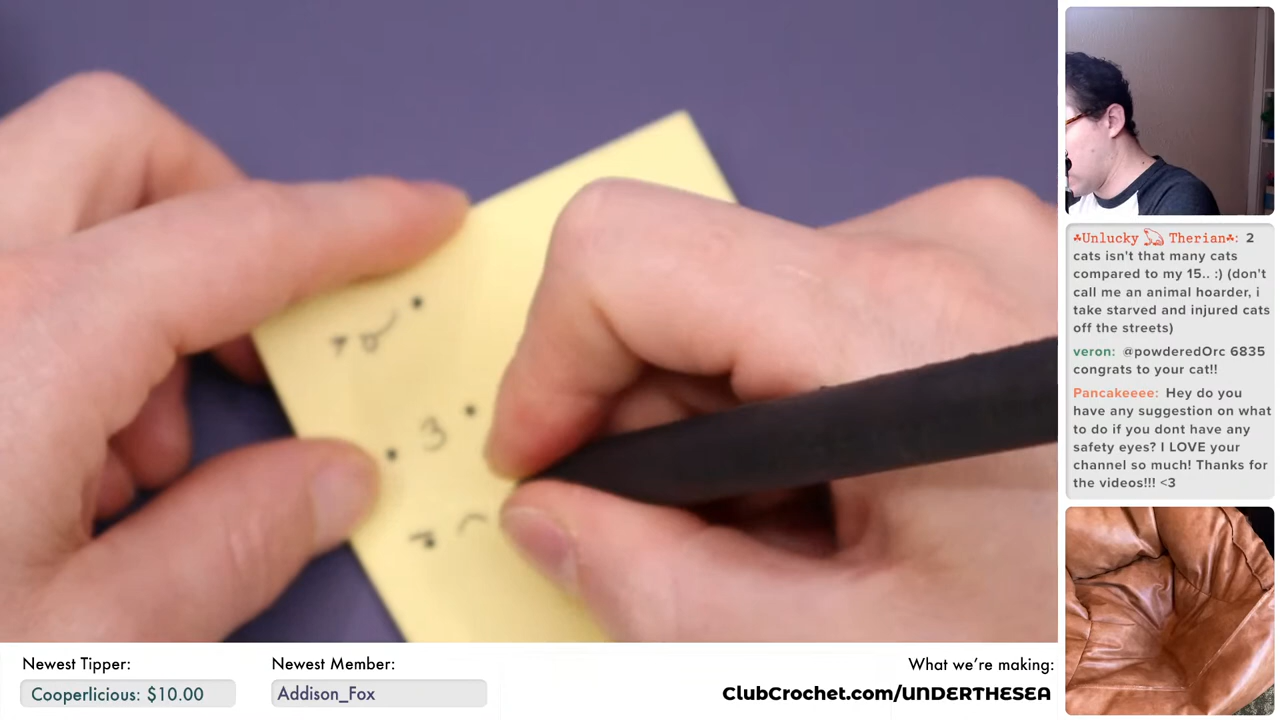 ☘Unlucky 🦭 Therian☘: 2
cats isn't that many cats
compared to my 15.. :) (don't
call me an animal hoarder, i
take starved and injured cats
off the streets)
veron: @powderedOrc 6835
congrats to your cat!!
Pancakeeee: Hey do you
have any suggestion on what
to do if you dont have any
safety eyes? I LOVE your
channel so much! Thanks for
the videos!!! <3
Newest Tipper:
Cooperlicious: $10.00
Newest Member:
Addison_Fox
What we're making:
ClubCrochet.com/UNDERTHESEA